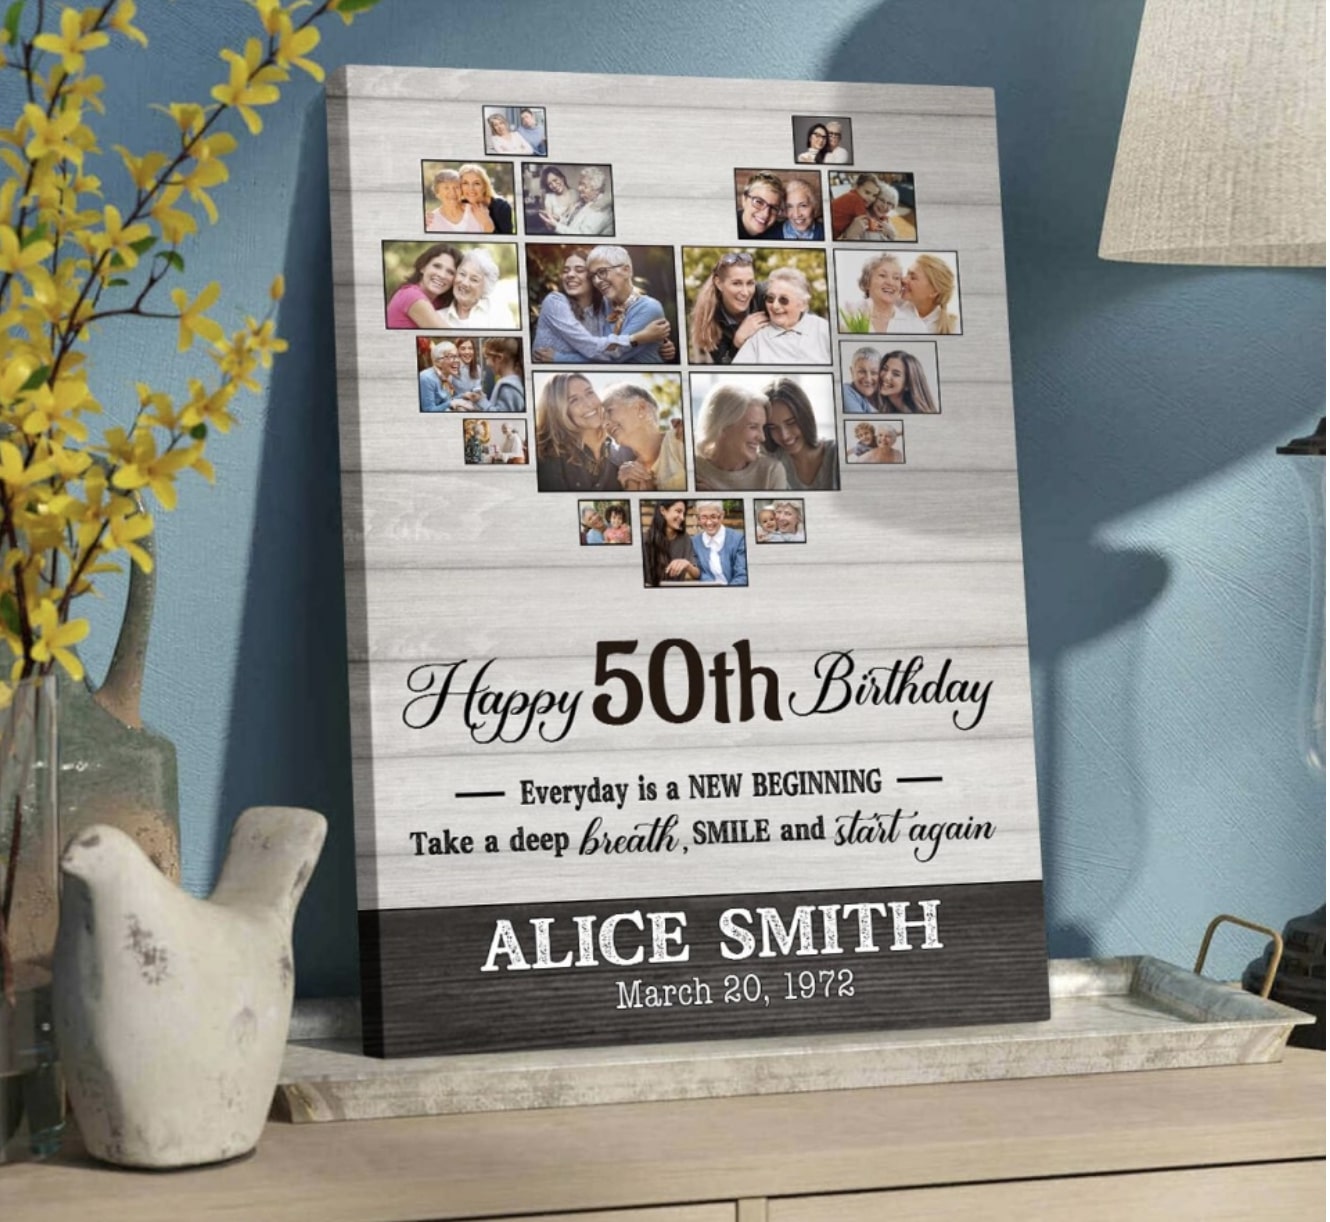 Happy 50th Birthday
Everyday is a NEW BEGINNING
Take a deep breath, SMILE and start again
ALICE SMITH
March 20, 1972